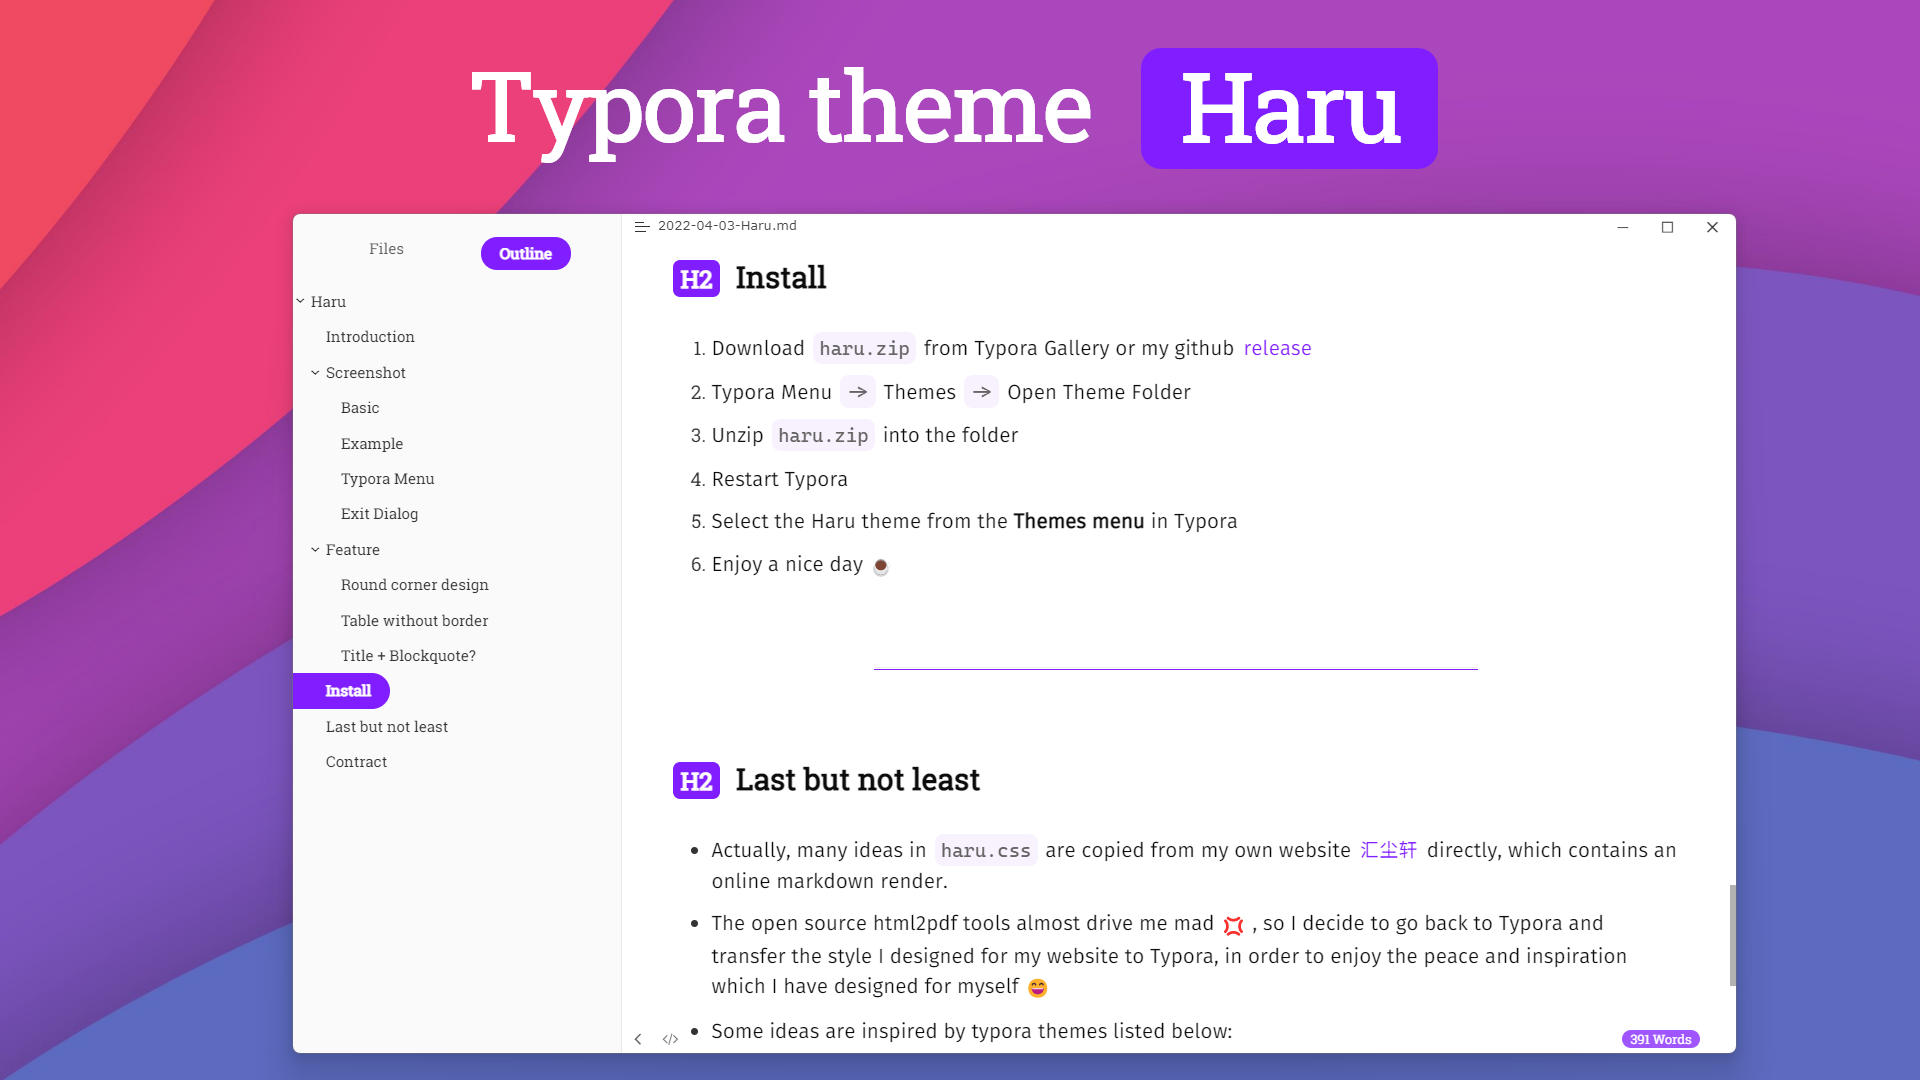 Typora theme Haru
Files
Outline
Haru
Introduction
Screenshot
Basic
Example
Typora Menu
Exit Dialog
Feature
Round corner design
Table without border
Title + Blockquote?
Install
Last but not least
Contract
2022-04-03-Haru.md
H2 Install
1. Download haru.zip from Typora Gallery or my github release
2. Typora Menu → Themes → Open Theme Folder
3. Unzip haru.zip into the folder
4. Restart Typora
5. Select the Haru theme from the Themes menu in Typora
6. Enjoy a nice day ☕
H2 Last but not least
• Actually, many ideas in haru.css are copied from my own website 汇尘轩 directly, which contains an
online markdown render.
• The open source html2pdf tools almost drive me mad 💢 , so I decide to go back to Typora and
transfer the style I designed for my website to Typora, in order to enjoy the peace and inspiration
which I have designed for myself 😄
• Some ideas are inspired by typora themes listed below:
</> 391 Words